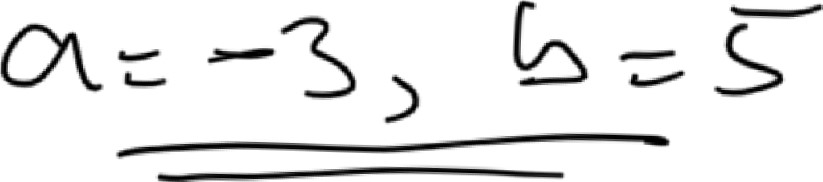 a = -3, b = 5